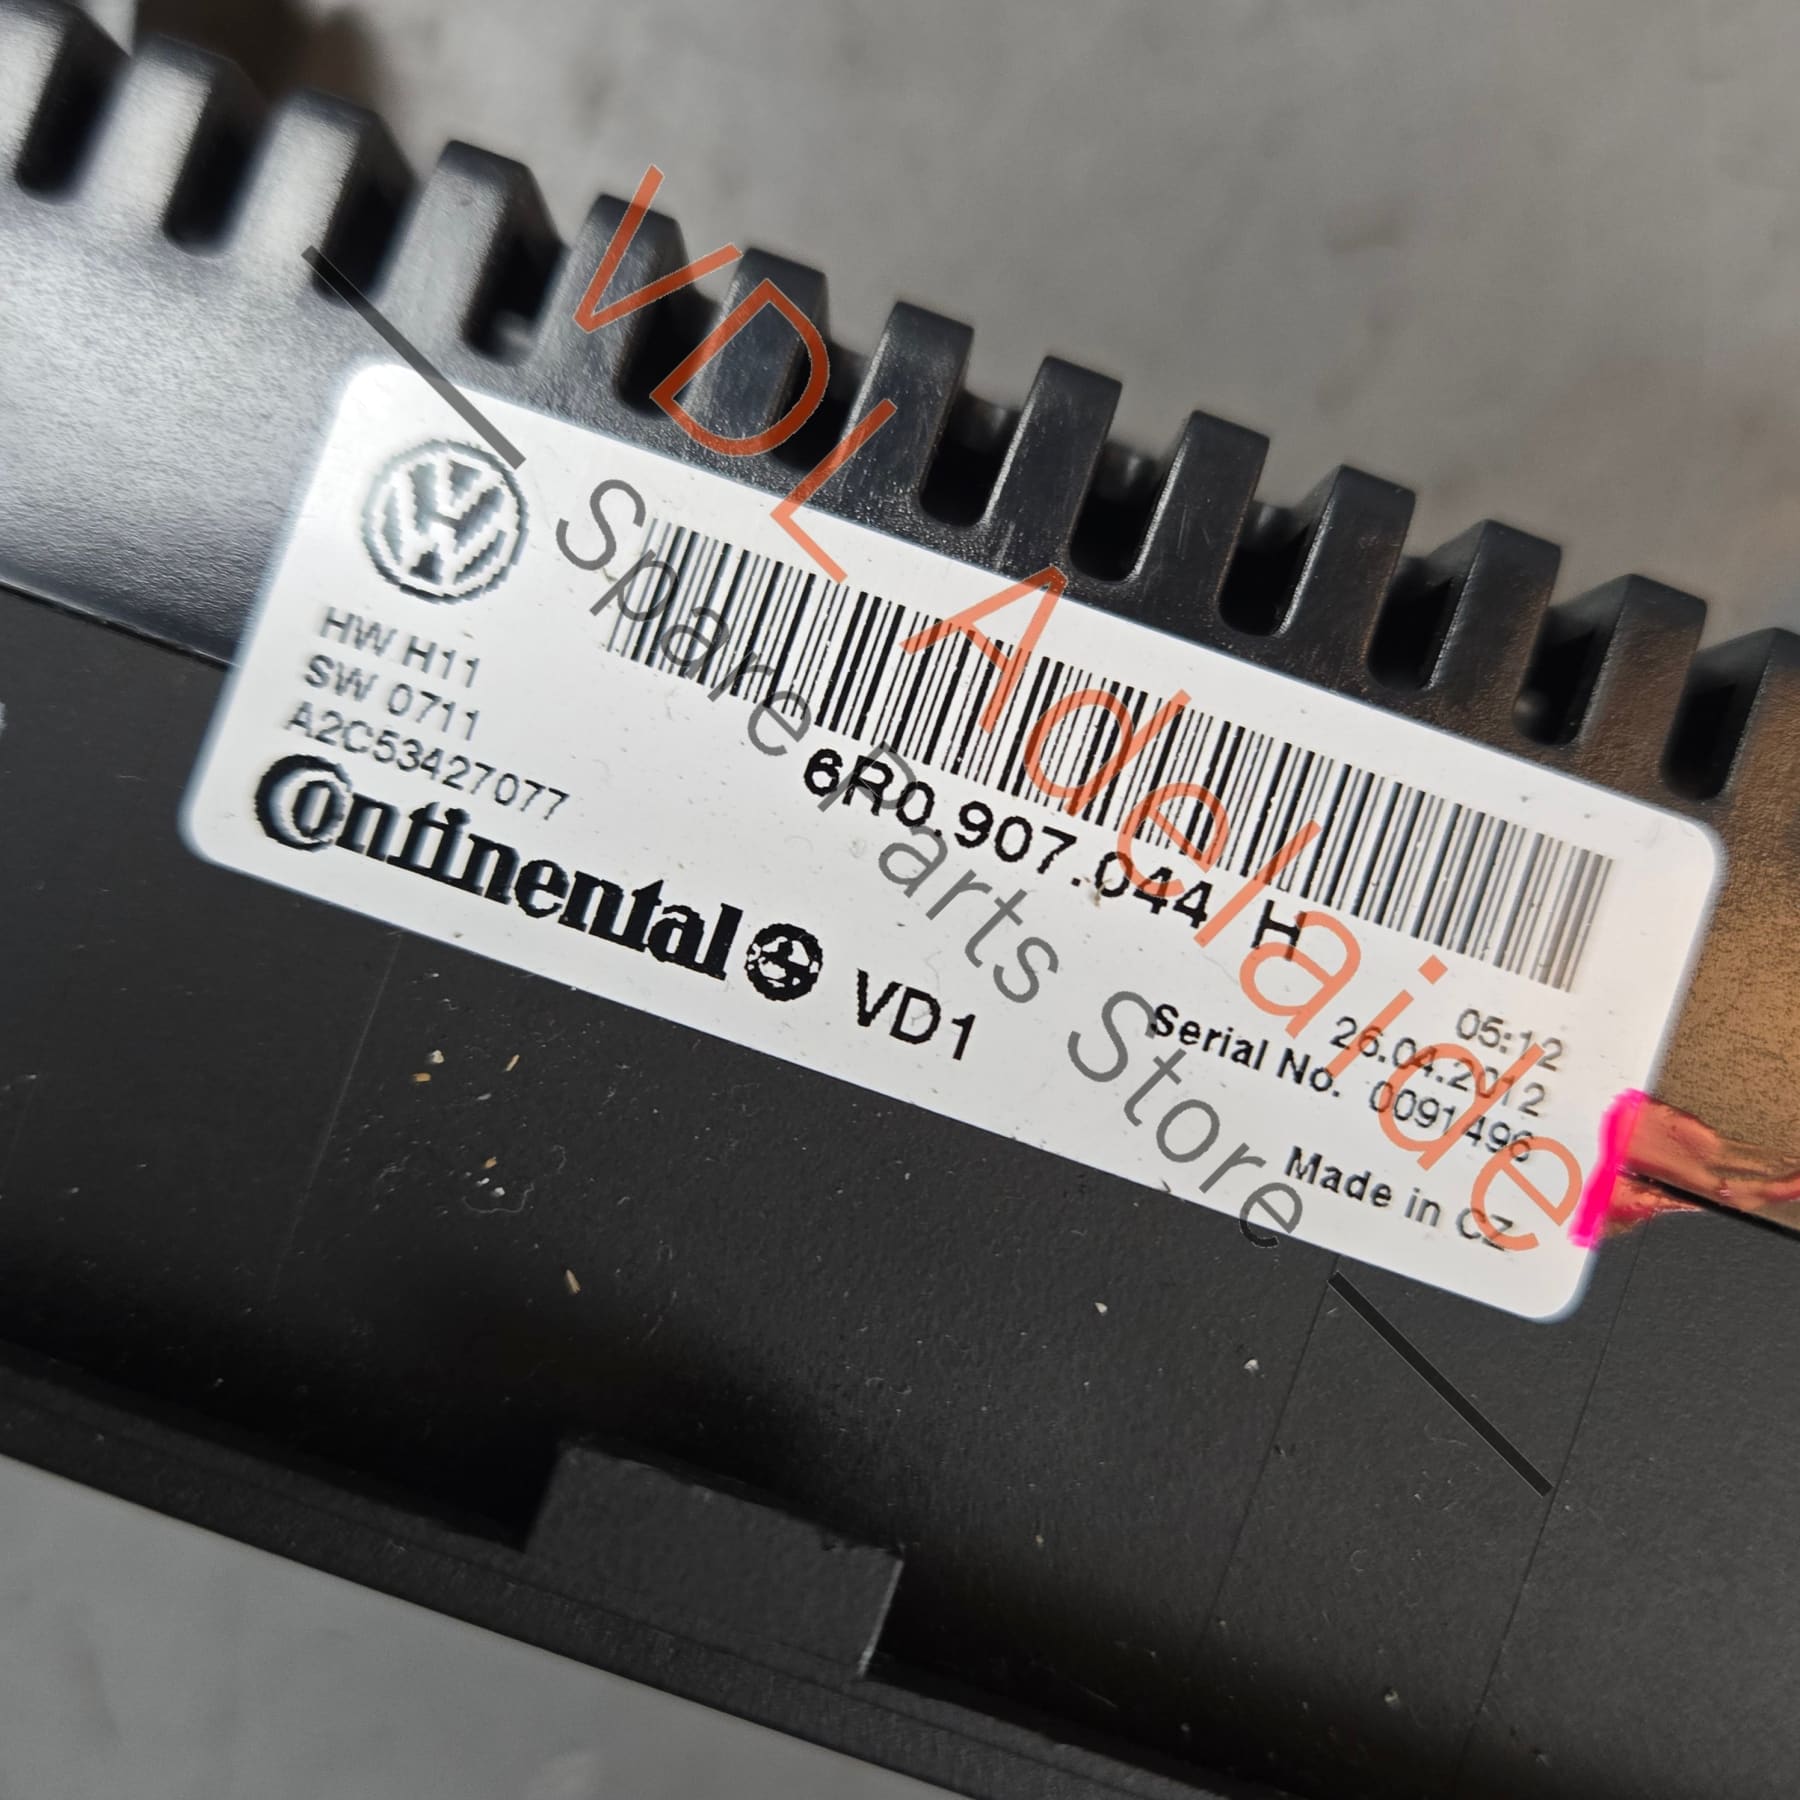 HW H11
SW 0711
A2C53427077
6R0.907.044 H
Continental VD1
05:12
26.04.2012
Serial No. 0091496
Made in CZ
VDL Adelaide
Spare Parts Store